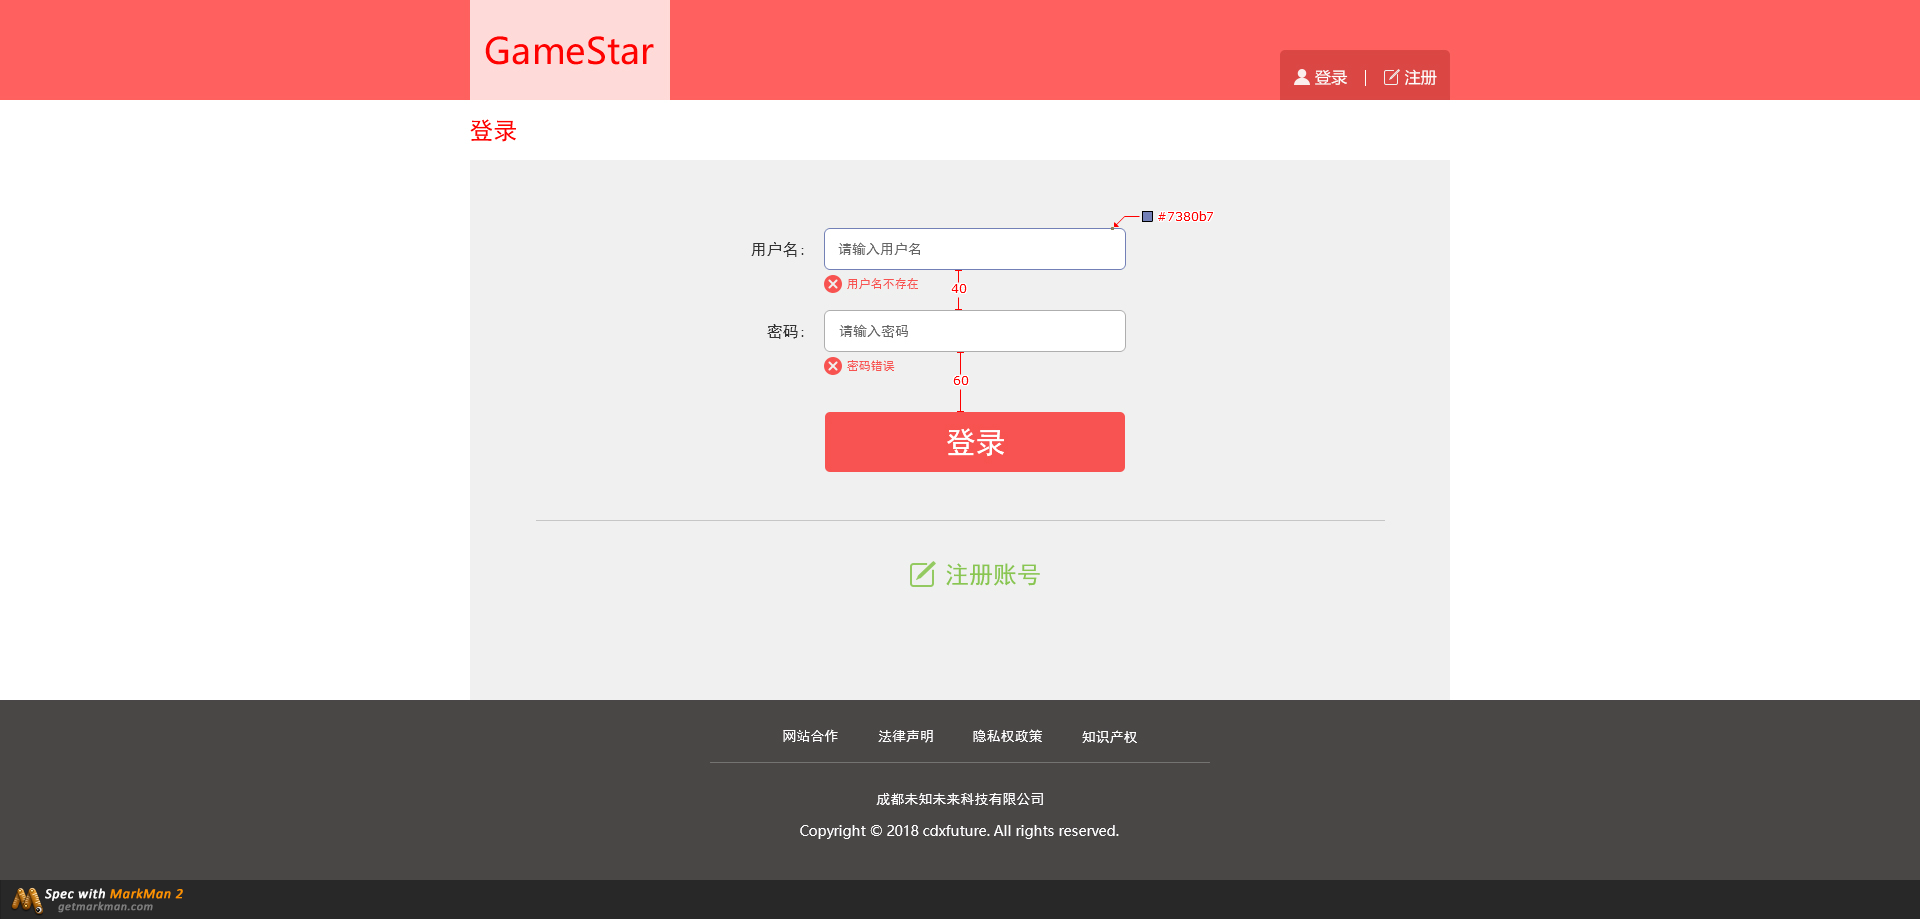 GameStar
登录 | 注册
登录
#7380b7
用户名: 请输入用户名
用户名不存在
40
密码: 请输入密码
密码错误
60
登录
注册账号
网站合作 法律声明 隐私权政策 知识产权
成都未知未来科技有限公司
Copyright © 2018 cdxfuture. All rights reserved.
Spec with MarkMan 2
getmarkman.com